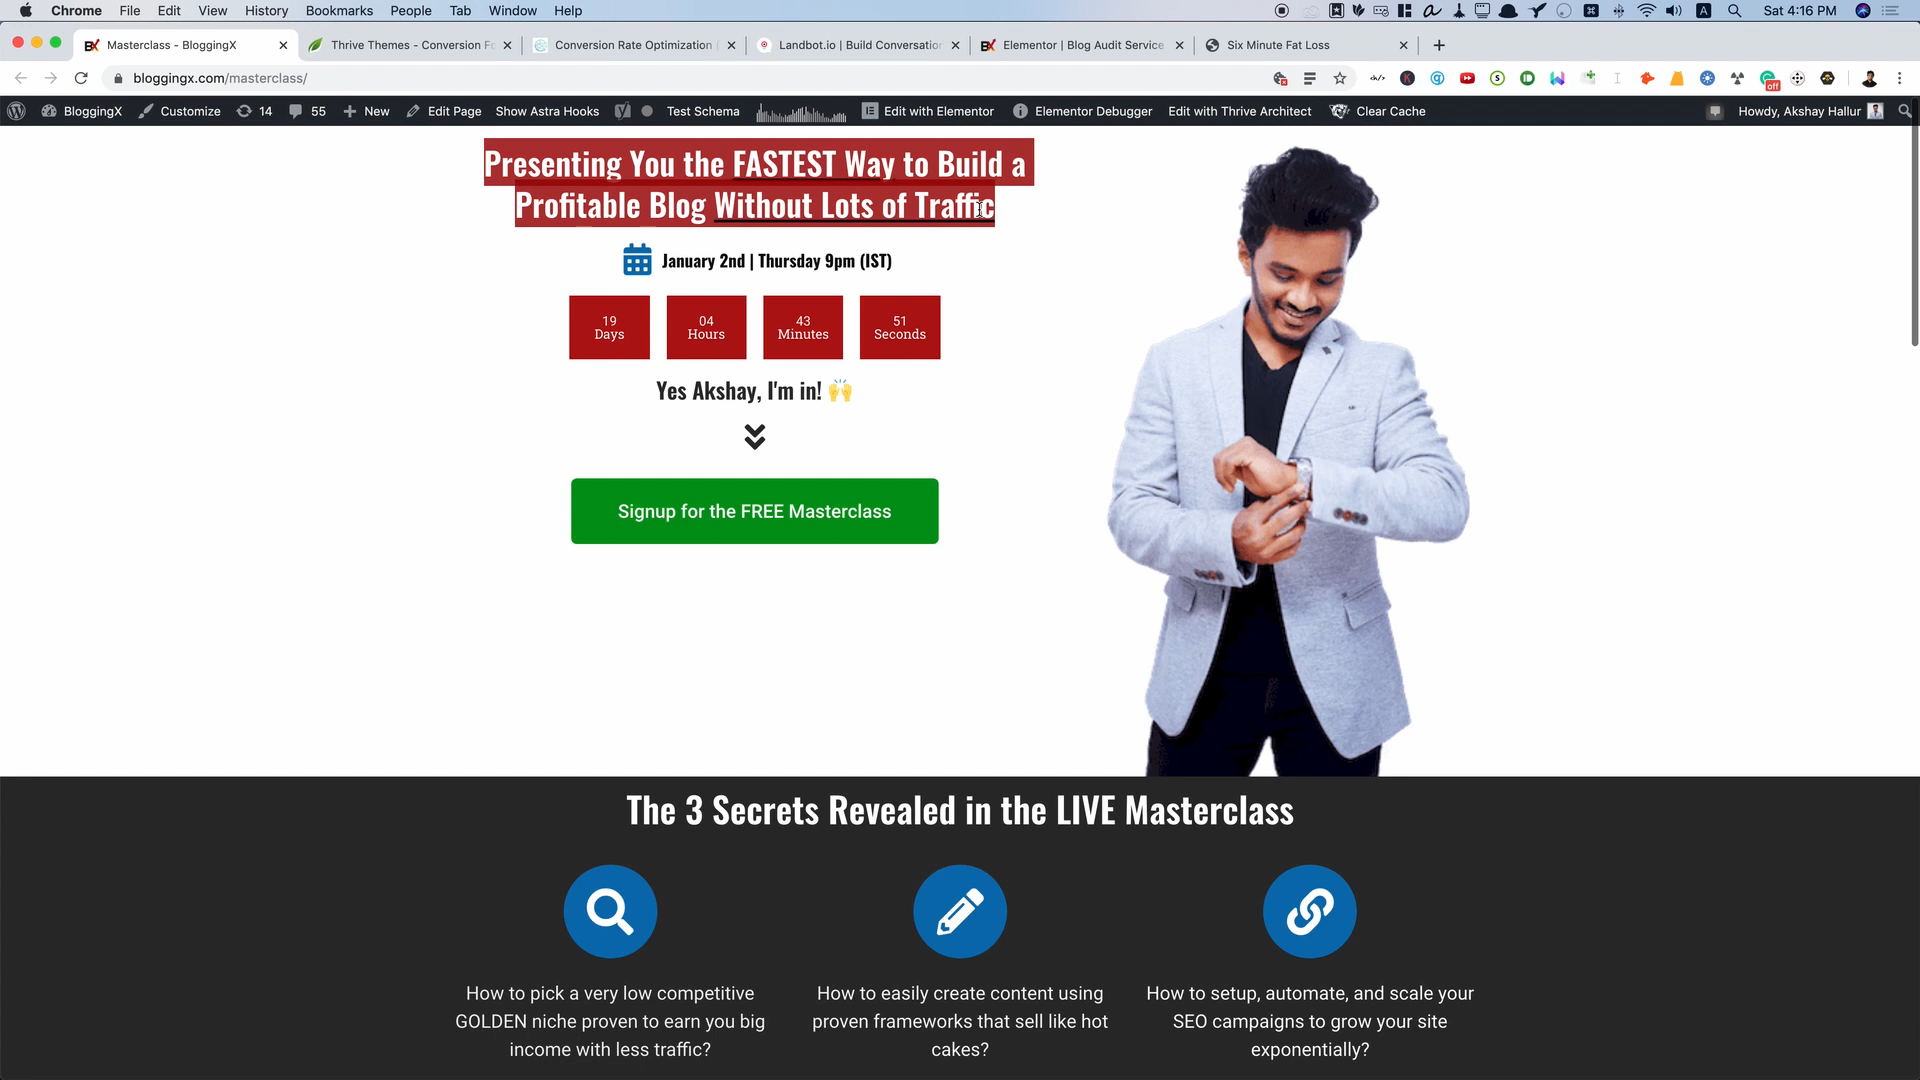 Chrome File Edit View History Bookmarks People Tab Window Help Sat 4:16 PM
Masterclass - BloggingX
Thrive Themes - Conversion Fo
Conversion Rate Optimization
Landbot.io | Build Conversation
Elementor | Blog Audit Service
Six Minute Fat Loss
bloggingx.com/masterclass/
BloggingX Customize 14 55 New Edit Page Show Astra Hooks Test Schema Edit with Elementor Elementor Debugger Edit with Thrive Architect Clear Cache Howdy, Akshay Hallur
Presenting You the FASTEST Way to Build a
Profitable Blog Without Lots of Traffic
January 2nd | Thursday 9pm (IST)
19 Days
04 Hours
43 Minutes
51 Seconds
Yes Akshay, I'm in! 🙌
Signup for the FREE Masterclass
The 3 Secrets Revealed in the LIVE Masterclass
How to pick a very low competitive
GOLDEN niche proven to earn you big
income with less traffic?
How to easily create content using
proven frameworks that sell like hot
cakes?
How to setup, automate, and scale your
SEO campaigns to grow your site
exponentially?